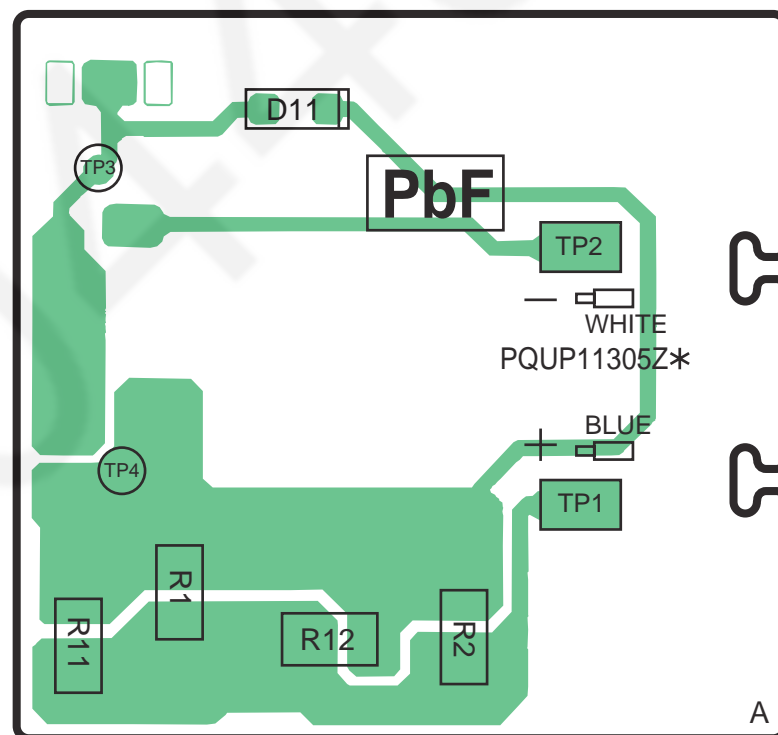 D11
TP3
PbF
TP2
—
WHITE
PQUP11305Z*
BLUE
+
TP4
TP1
R1
R11
R12
R2
A